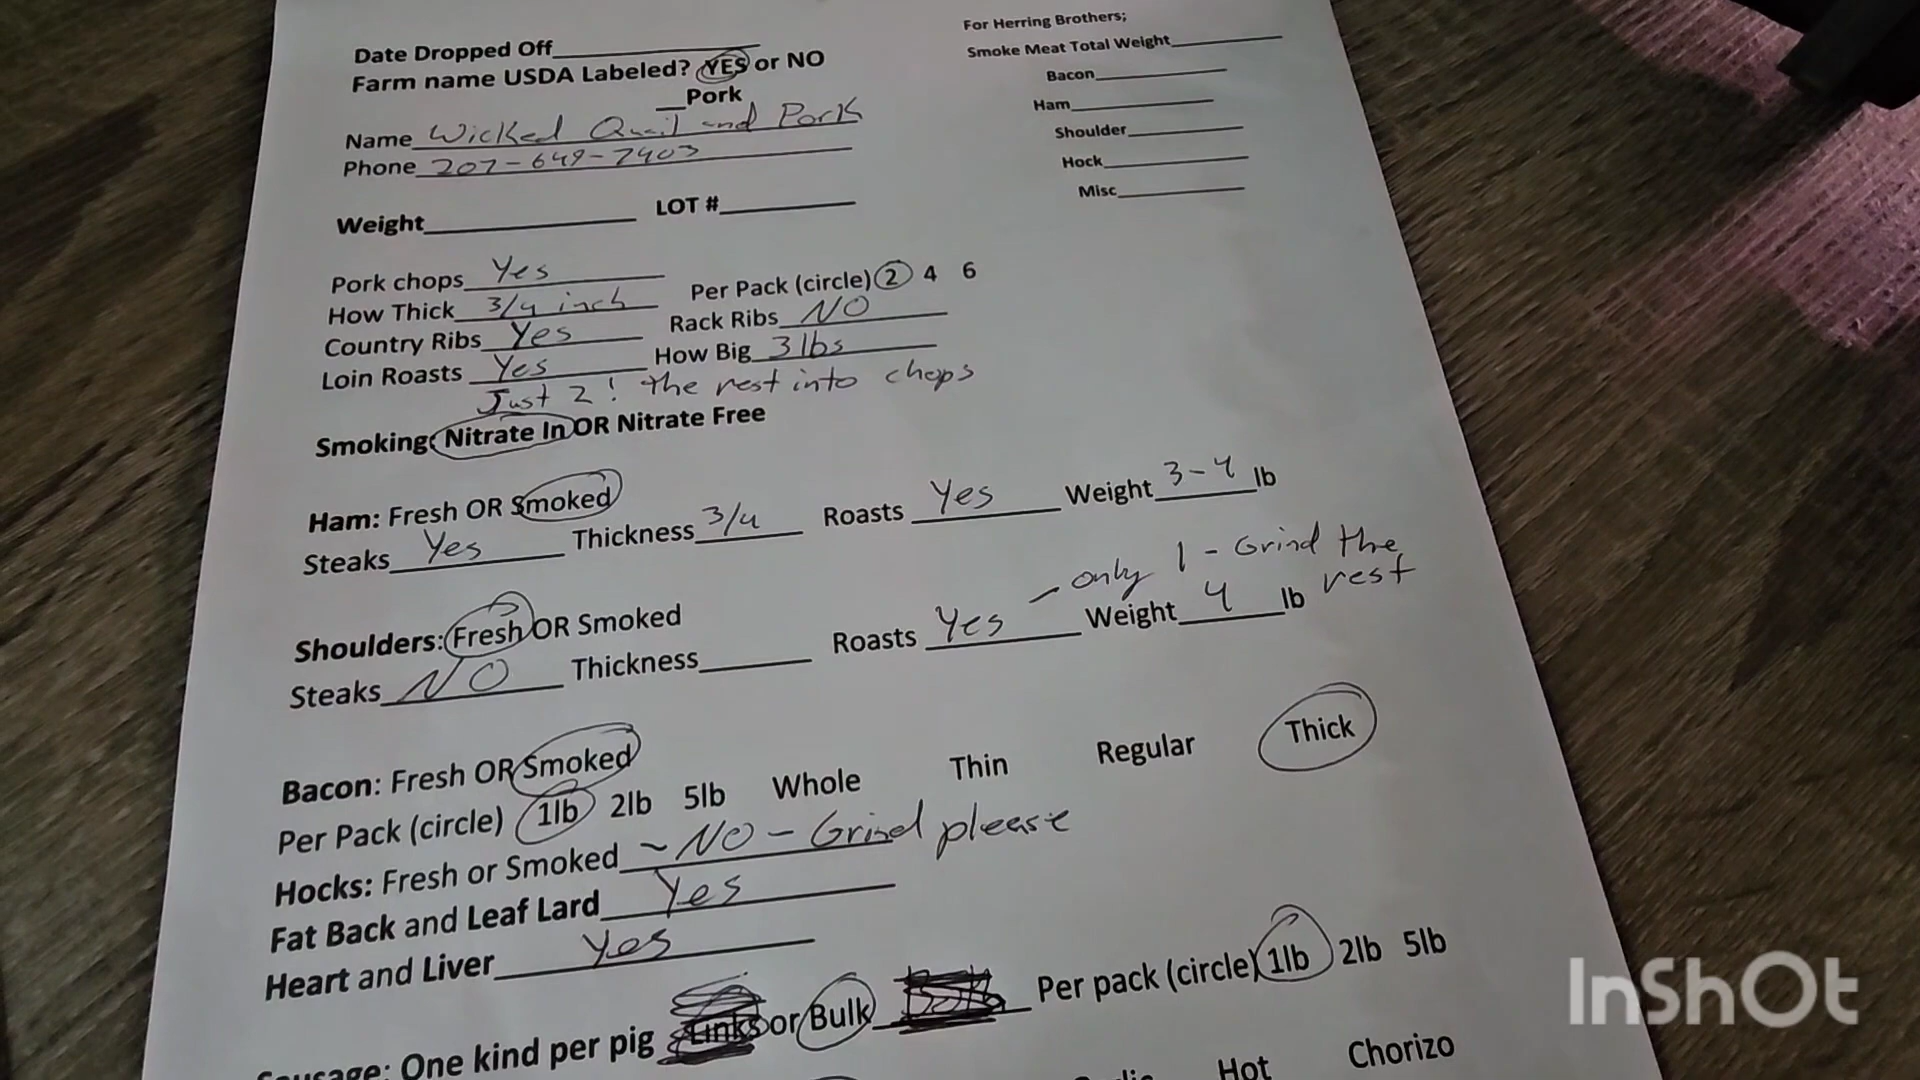 Date Dropped Off
Farm name USDA Labeled? YES or NO
__Pork
Name Wicked Quail and Pork
Phone 207-649-7403
Weight LOT #
For Herring Brothers;
Smoke Meat Total Weight
Bacon
Ham
Shoulder
Hock
Misc
Pork chops Yes
How Thick 3/4 inch Per Pack (circle) 2 4 6
Country Ribs Yes Rack Ribs NO
Loin Roasts Yes How Big 3 lbs
Just 2! The rest into chops
Smoking: Nitrate In OR Nitrate Free
Ham: Fresh OR Smoked
Steaks Yes Thickness 3/4 Roasts Yes Weight 3-4 lb
Shoulders: Fresh OR Smoked
Steaks NO Thickness Roasts Yes - only 1 - Grind the rest Weight 4 lb
Bacon: Fresh OR Smoked
Per Pack (circle) 1lb 2lb 5lb Whole Thin Regular Thick
Hocks: Fresh or Smoked ~ NO - Grind please
Fat Back and Leaf Lard Yes
Heart and Liver Yes
Sausage: One kind per pig Links or Bulk Per pack (circle) 1lb 2lb 5lb
Hot Chorizo
InShOt